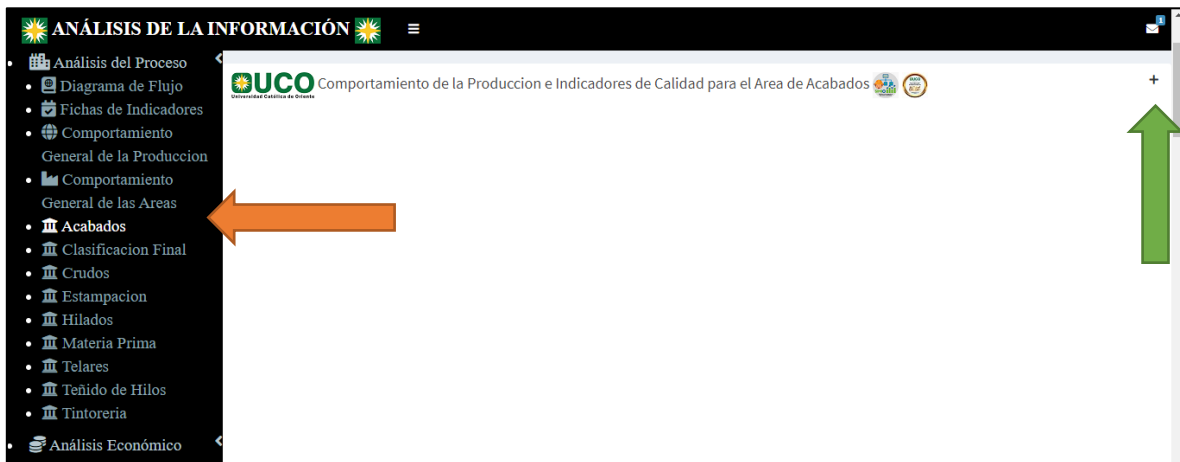 ANÁLISIS DE LA INFORMACIÓN
1
Análisis del Proceso
Diagrama de Flujo
Fichas de Indicadores
Comportamiento
General de la Produccion
Comportamiento
General de las Areas
Acabados
Clasificacion Final
Crudos
Estampacion
Hilados
Materia Prima
Telares
Teñido de Hilos
Tintoreria
Análisis Económico
UCO Comportamiento de la Produccion e Indicadores de Calidad para el Area de Acabados +
Universidad Católica de Oriente